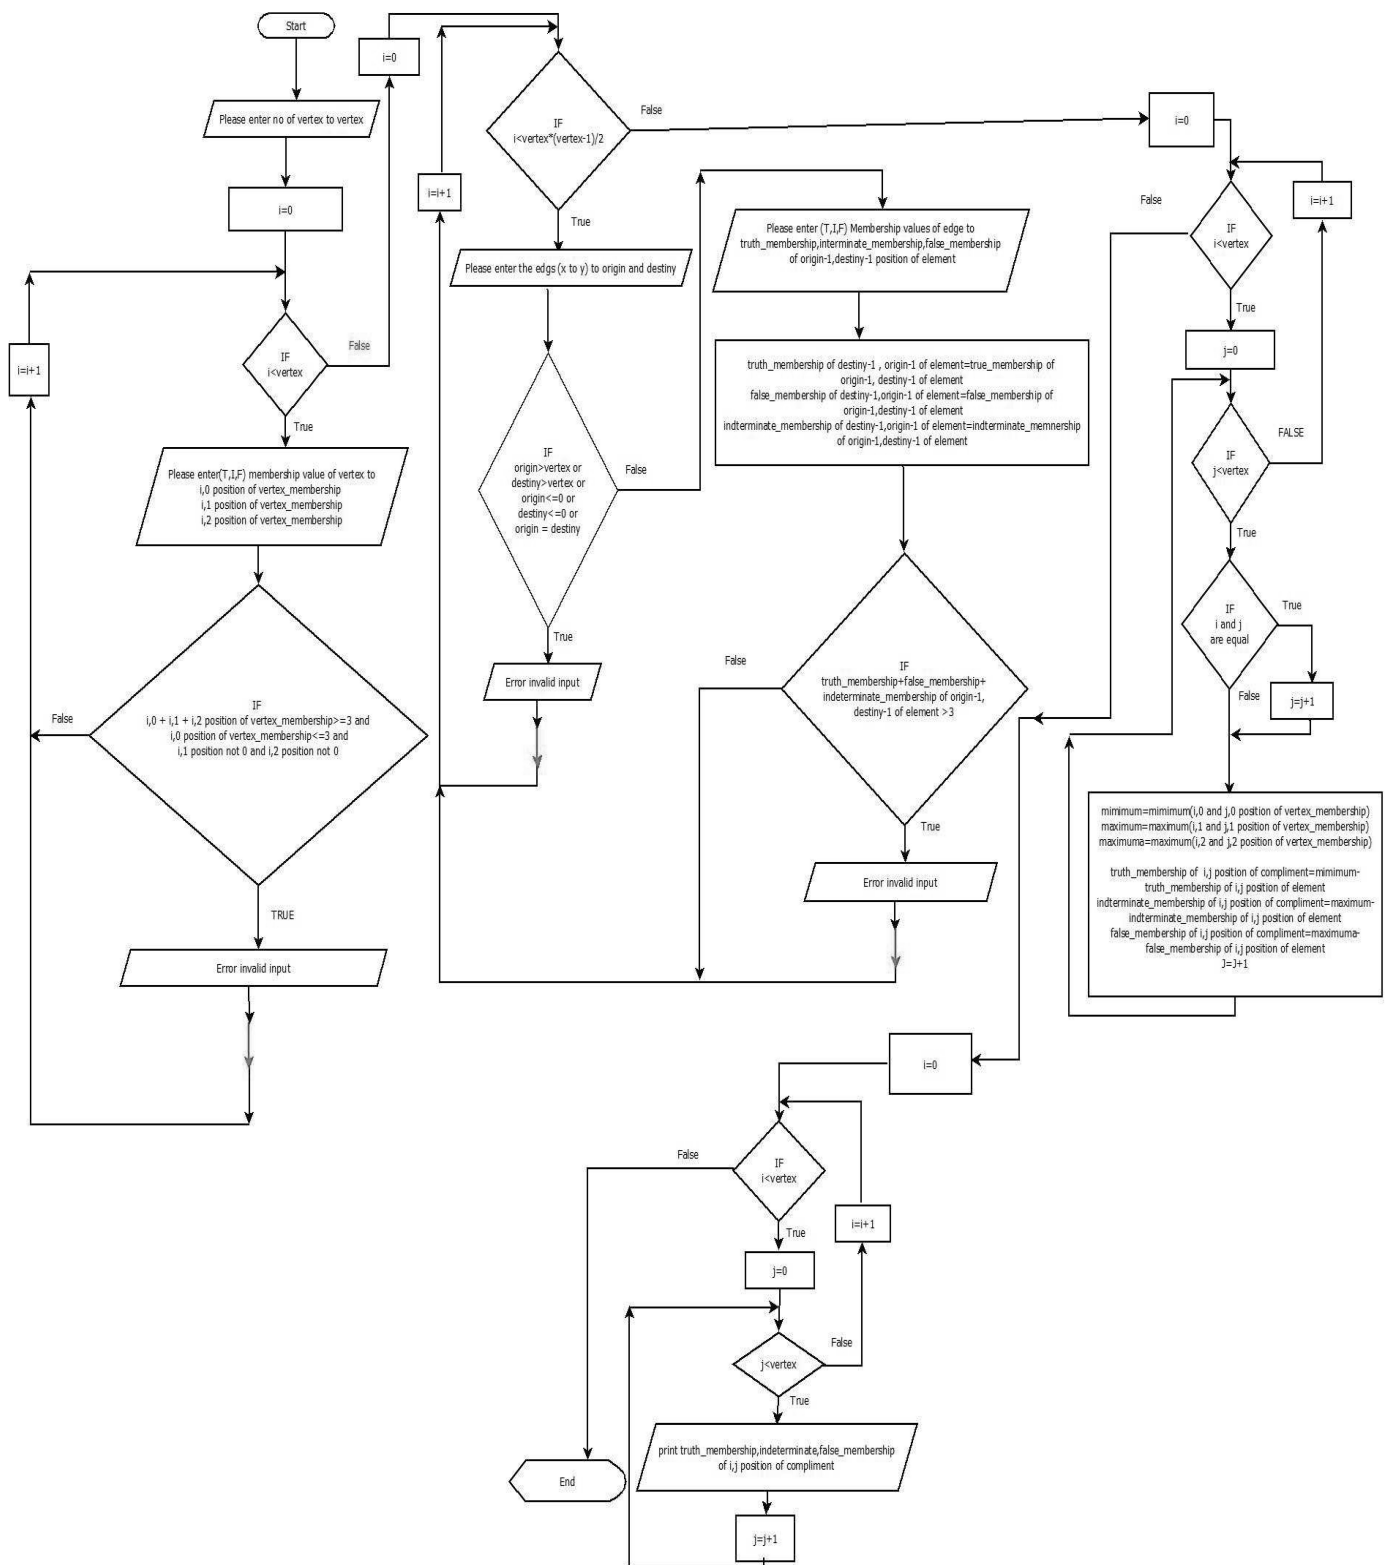 Start
Please enter no of vertex to vertex
i=0
IF
i<vertex
False
True
i=i+1
Please enter(T,I,F) membership value of vertex to
i,0 position of vertex_membership
i,1 position of vertex_membership
i,2 position of vertex_membership
IF
i,0 + i,1 + i,2 position of vertex_membership>=3 and
i,0 position of vertex_membership<=3 and
i,1 position not 0 and i,2 position not 0
False
TRUE
Error invalid input
i=0
i=i+1
IF
i<vertex*(vertex-1)/2
False
True
Please enter the edgs (x to y) to origin and destiny
IF
origin>vertex or
destiny>vertex or
origin<=0 or
destiny<=0 or
origin = destiny
False
True
Error invalid input
Please enter (T,I,F) Membership values of edge to
truth_membership,interminate_membership,false_membership
of origin-1,destiny-1 position of element
truth_membership of destiny-1 , origin-1 of element=true_membership of
origin-1, destiny-1 of element
false_membership of destiny-1,origin-1 of element=false_membership of
origin-1,destiny-1 of element
indterminate_membership of destiny-1,origin-1 of element=indterminate_memnership
of origin-1,destiny-1 of element
IF
truth_membership+false_membership+
indeterminate_membership of origin-1,
destiny-1 of element >3
False
True
Error invalid input
i=0
False
IF
i<vertex
i=i+1
True
j=0
IF
j<vertex
FALSE
True
IF
i and j
are equal
True
False
j=j+1
mimimum=mimimum(i,0 and j,0 position of vertex_membership)
maximum=maximum(i,1 and j,1 position of vertex_membership)
maximuma=maximum(i,2 and j,2 position of vertex_membership)
truth_membership of i,j position of compliment=mimimum-
truth_membership of i,j position of element
indterminate_membership of i,j position of compliment=maximum-
indterminate_membership of i,j position of element
false_membership of i,j position of compliment=maximuma-
false_membership of i,j position of element
J=J+1
i=0
IF
i<vertex
False
True
i=i+1
j=0
j<vertex
False
True
print truth_membership,indeterminate,false_membership
of i,j position of compliment
End
j=j+1